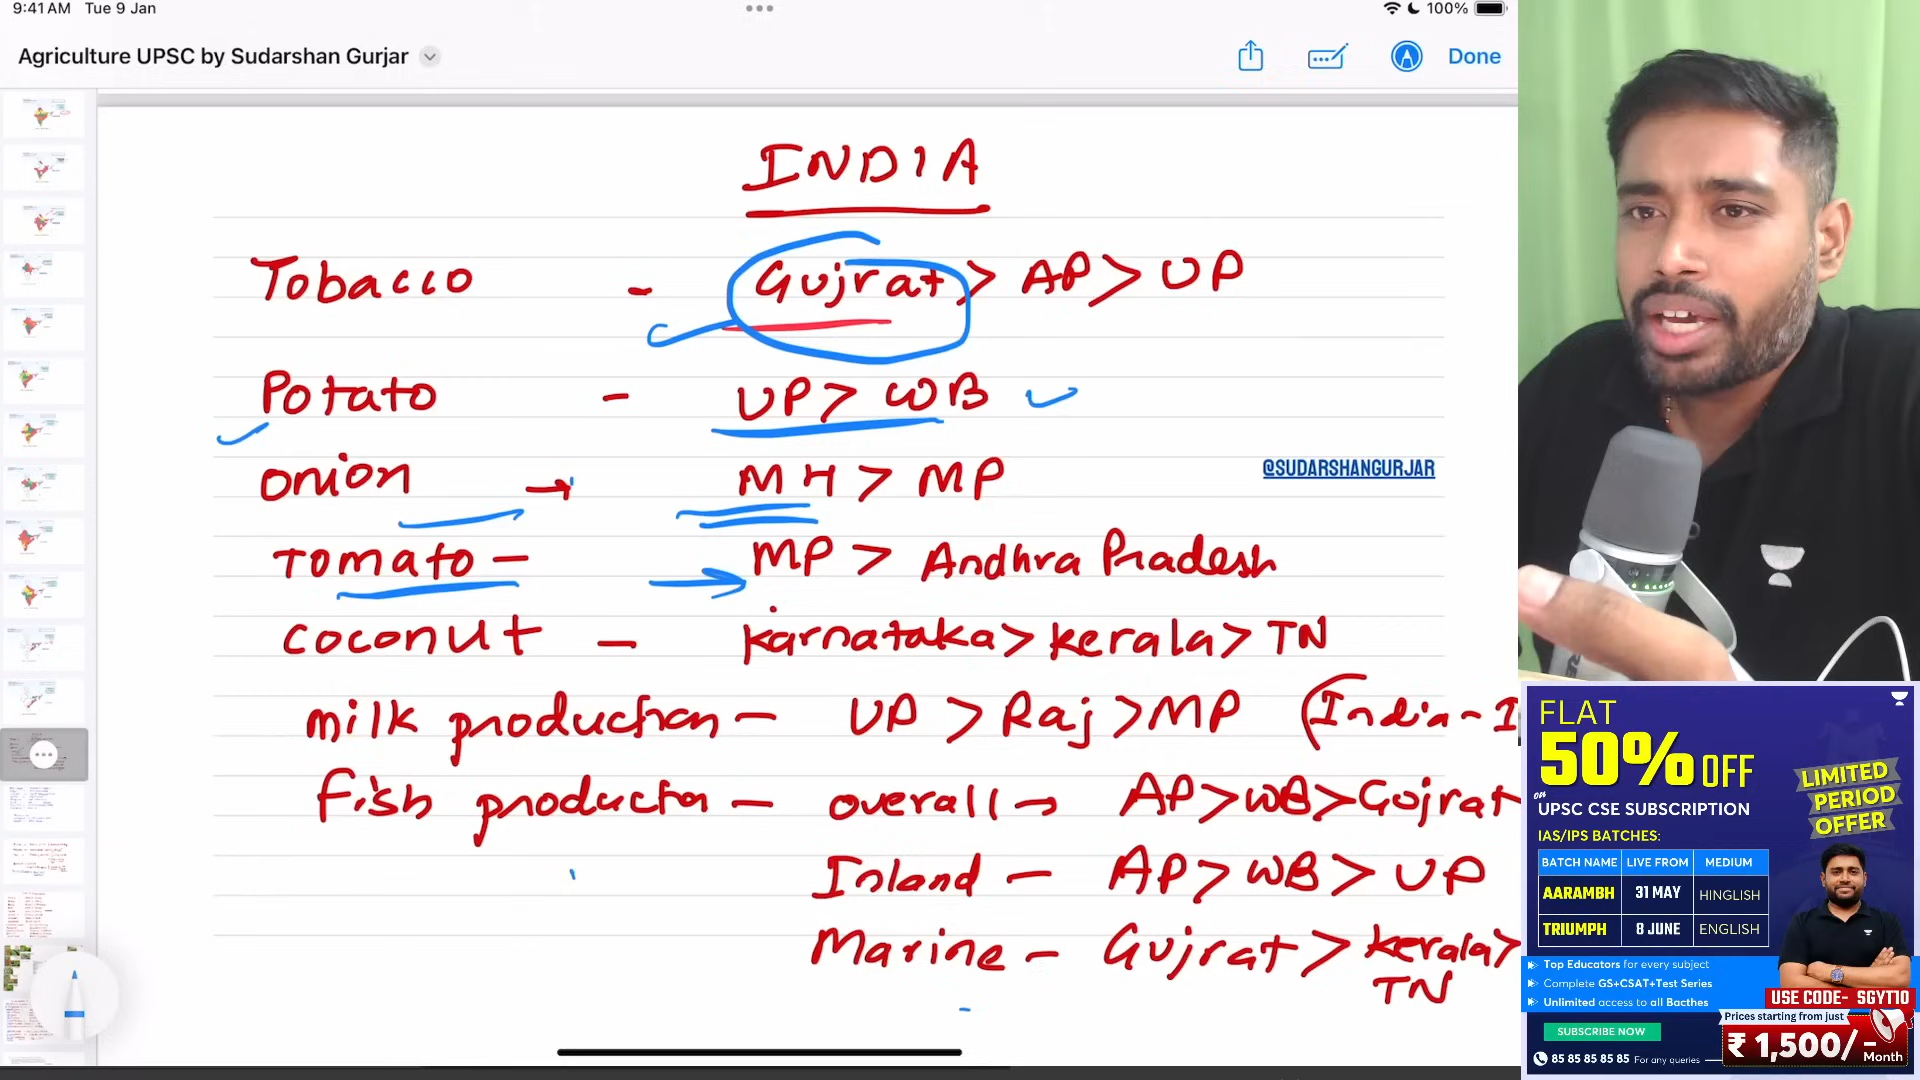 9:41 AM Tue 9 Jan
100%
Agriculture UPSC by Sudarshan Gurjar
Done
INDIA
Tobacco - Gujrat > AP > UP
Potato - UP > WB
Onion → MH > MP
@SUDARSHANGURJAR
Tomato - MP > Andhra Pradesh
coconut - karnataka > kerala > TN
milk production - UP > Raj > MP (India - I
fish producton - overall → AP > WB > Gujrat
Inland - AP > WB > UP
Marine - Gujrat > kerala >
TN
FLAT
50% OFF
on UPSC CSE SUBSCRIPTION
LIMITED
PERIOD
OFFER
IAS/IPS BATCHES:
BATCH NAME LIVE FROM MEDIUM
AARAMBH 31 MAY HINGLISH
TRIUMPH 8 JUNE ENGLISH
Top Educators for every subject
Complete GS+CSAT+Test Series
Unlimited access to all Bacthes
USE CODE- SGYT10
SUBSCRIBE NOW
Prices starting from just
₹ 1,500/-
Month
85 85 85 85 85 For any queries